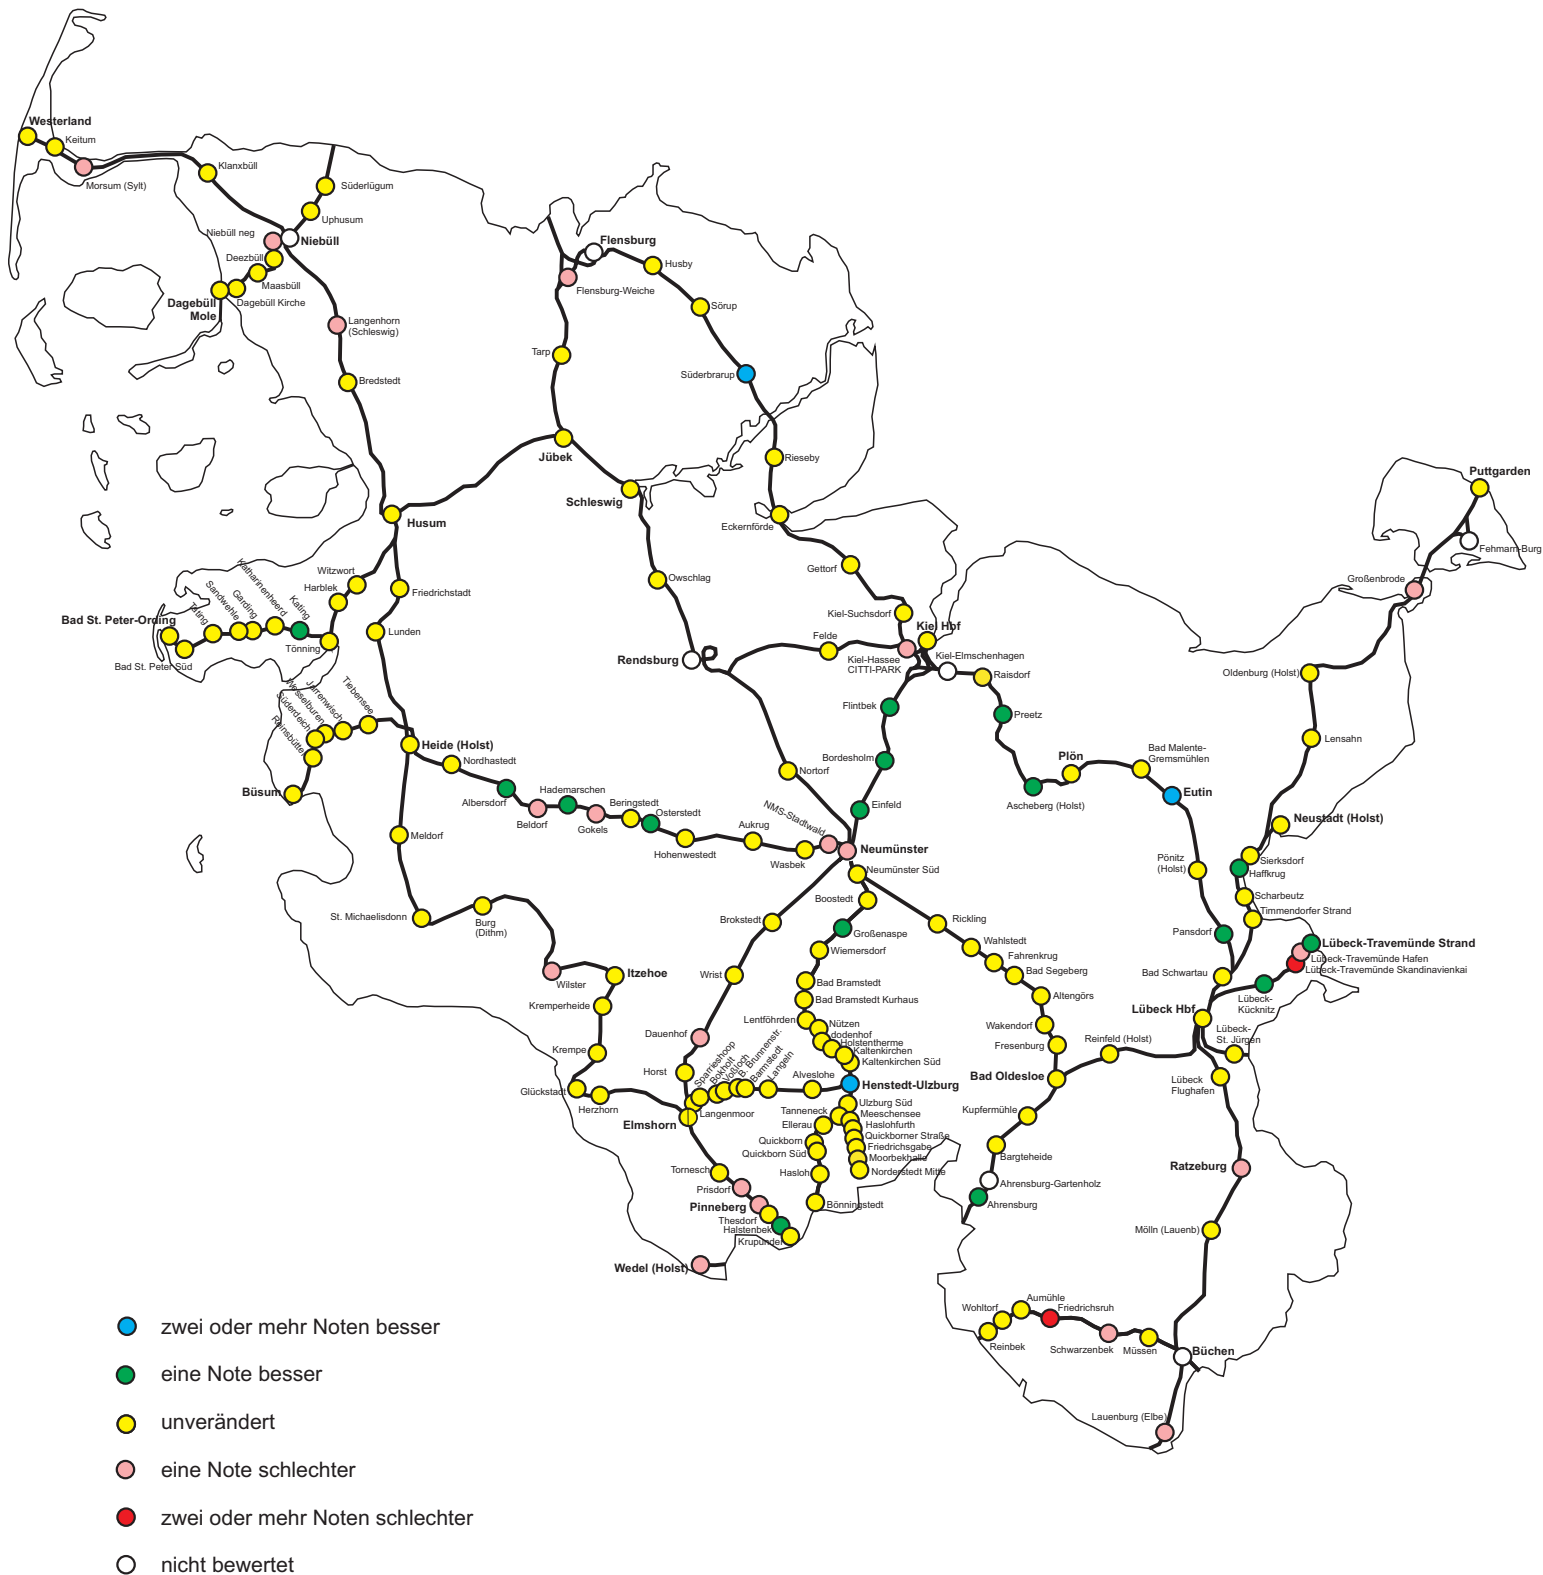 Westerland
Keitum
Morsum (Sylt)
Klanxbüll
Süderlügum
Uphusum
Niebüll neg
Niebüll
Deezbüll
Maasbüll
Dagebüll Kirche
Dagebüll
Mole
Langenhorn
(Schleswig)
Bredstedt
Flensburg
Husby
Flensburg-Weiche
Sörup
Tarp
Süderbrarup
Jübek
Rieseby
Schleswig
Eckernförde
Husum
Puttgarden
Fehmarn-Burg
Großenbrode
Gettorf
Owschlag
Witzwort
Harblek
Friedrichstadt
Katharinenheerd
Sandwehle
Garding
Kating
Tating
Bad St. Peter-Ording
Tönning
Lunden
Bad St. Peter Süd
Kiel-Suchsdorf
Kiel Hbf
Felde
Kiel-Hassee
CITTI-PARK
Kiel-Elmschenhagen
Rendsburg
Raisdorf
Oldenburg (Holst)
Tiebensee
Jarrenwisch
Wesselburen
Süderdeich
Reinsbüttel
Flintbek
Preetz
Lensahn
Heide (Holst)
Nordhastedt
Bordesholm
Plön
Bad Malente-
Gremsmühlen
Nortorf
Büsum
Albersdorf
Hademarschen
Beldorf
Gokels
Beringstedt
Osterstedt
Einfeld
Ascheberg (Holst)
Eutin
Neustadt (Holst)
Meldorf
Hohenwestedt
Aukrug
NMS-Stadtwald
Wasbek
Neumünster
Neumünster Süd
Pönitz
(Holst)
Sierksdorf
Haffkrug
Scharbeutz
Timmendorfer Strand
St. Michaelisdonn
Burg
(Dithm)
Boostedt
Brokstedt
Großenaspe
Rickling
Wiemersdorf
Wahlstedt
Fahrenkrug
Pansdorf
Lübeck-Travemünde Strand
Lübeck-Travemünde Hafen
Lübeck-Travemünde Skandinavienkai
Itzehoe
Wilster
Wrist
Bad Bramstedt
Bad Segeberg
Bad Schwartau
Bad Bramstedt Kurhaus
Altengörs
Lübeck-
Kücknitz
Kremperheide
Lübeck Hbf
Lentföhrden
Nützen
dodenhof
Holstentherme
Wakendorf
Dauenhof
Kaltenkirchen
Fresenburg
Reinfeld (Holst)
Lübeck-
St. Jürgen
Krempe
Kaltenkirchen Süd
Horst
Sparrieshoop
Bokholt
Voßloch
B. Brunnenstr.
Barmstedt
Langeln
Alveslohe
Henstedt-Ulzburg
Bad Oldesloe
Lübeck
Flughafen
Glückstadt
Herzhorn
Langenmoor
Ulzburg Süd
Elmshorn
Tanneneck
Meeschensee
Kupfermühle
Ellerau
Haslohfurth
Quickborner Straße
Quickborn
Friedrichsgabe
Quickborn Süd
Moorbekhalle
Bargteheide
Tornesch
Hasloh
Norderstedt Mitte
Ratzeburg
Prisdorf
Ahrensburg-Gartenholz
Pinneberg
Bönningstedt
Ahrensburg
Thesdorf
Halstenbek
Krupunder
Mölln (Lauenb)
Wedel (Holst)
Aumühle
Wohltorf
Friedrichsruh
Reinbek
Schwarzenbek
Müssen
Büchen
Lauenburg (Elbe)
zwei oder mehr Noten besser
eine Note besser
unverändert
eine Note schlechter
zwei oder mehr Noten schlechter
nicht bewertet